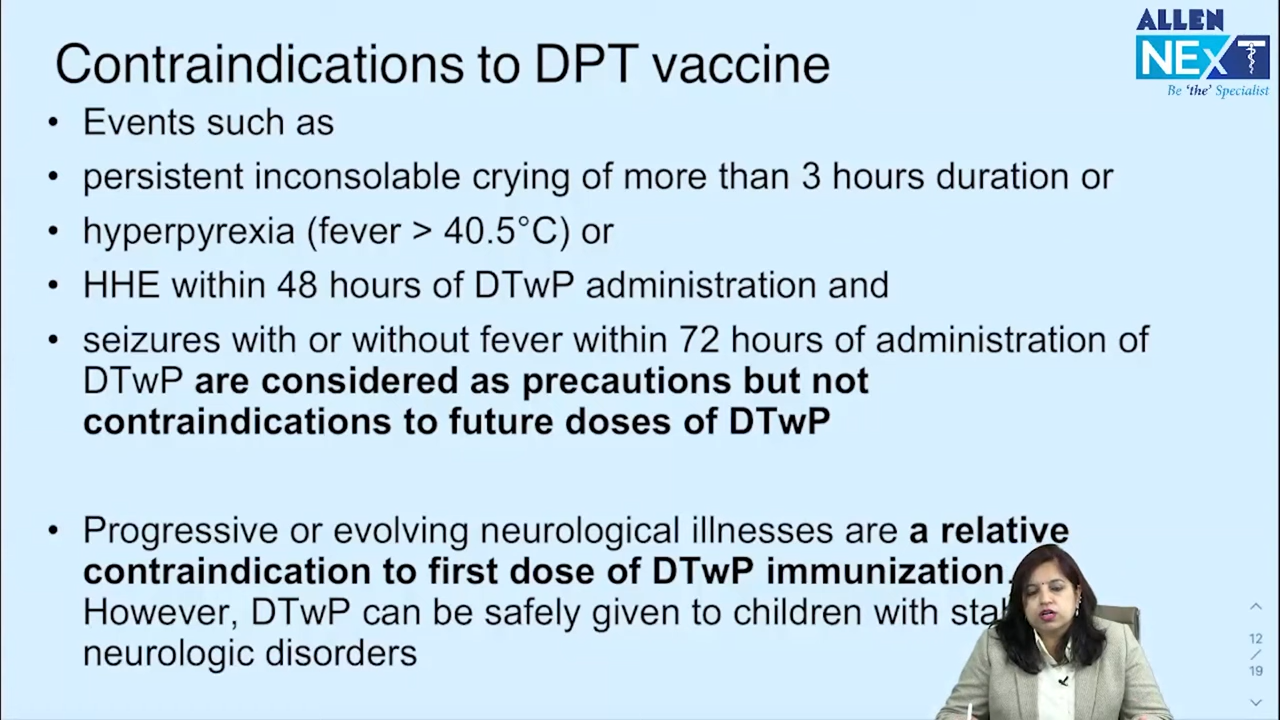 ALLEN
NEXT
Be 'the' Specialist
Contraindications to DPT vaccine
• Events such as
• persistent inconsolable crying of more than 3 hours duration or
• hyperpyrexia (fever > 40.5°C) or
• HHE within 48 hours of DTwP administration and
• seizures with or without fever within 72 hours of administration of
DTwP are considered as precautions but not
contraindications to future doses of DTwP
• Progressive or evolving neurological illnesses are a relative
contraindication to first dose of DTwP immunization.
However, DTwP can be safely given to children with
neurologic disorders
12
/
19